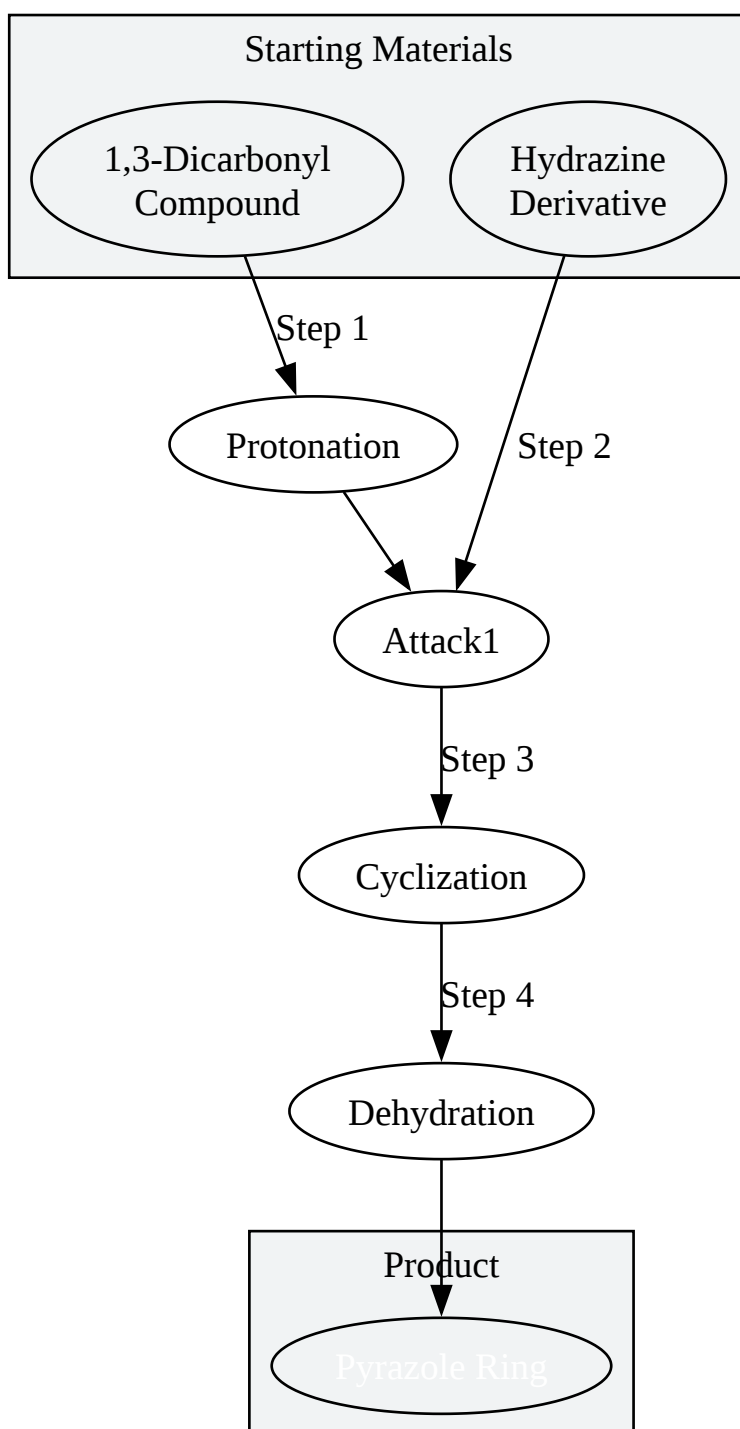 Starting Materials
1,3-Dicarbonyl
Compound
Hydrazine
Derivative
Step 1
Protonation
Step 2
Attack1
Step 3
Cyclization
Step 4
Dehydration
Product
Pyrazole Ring